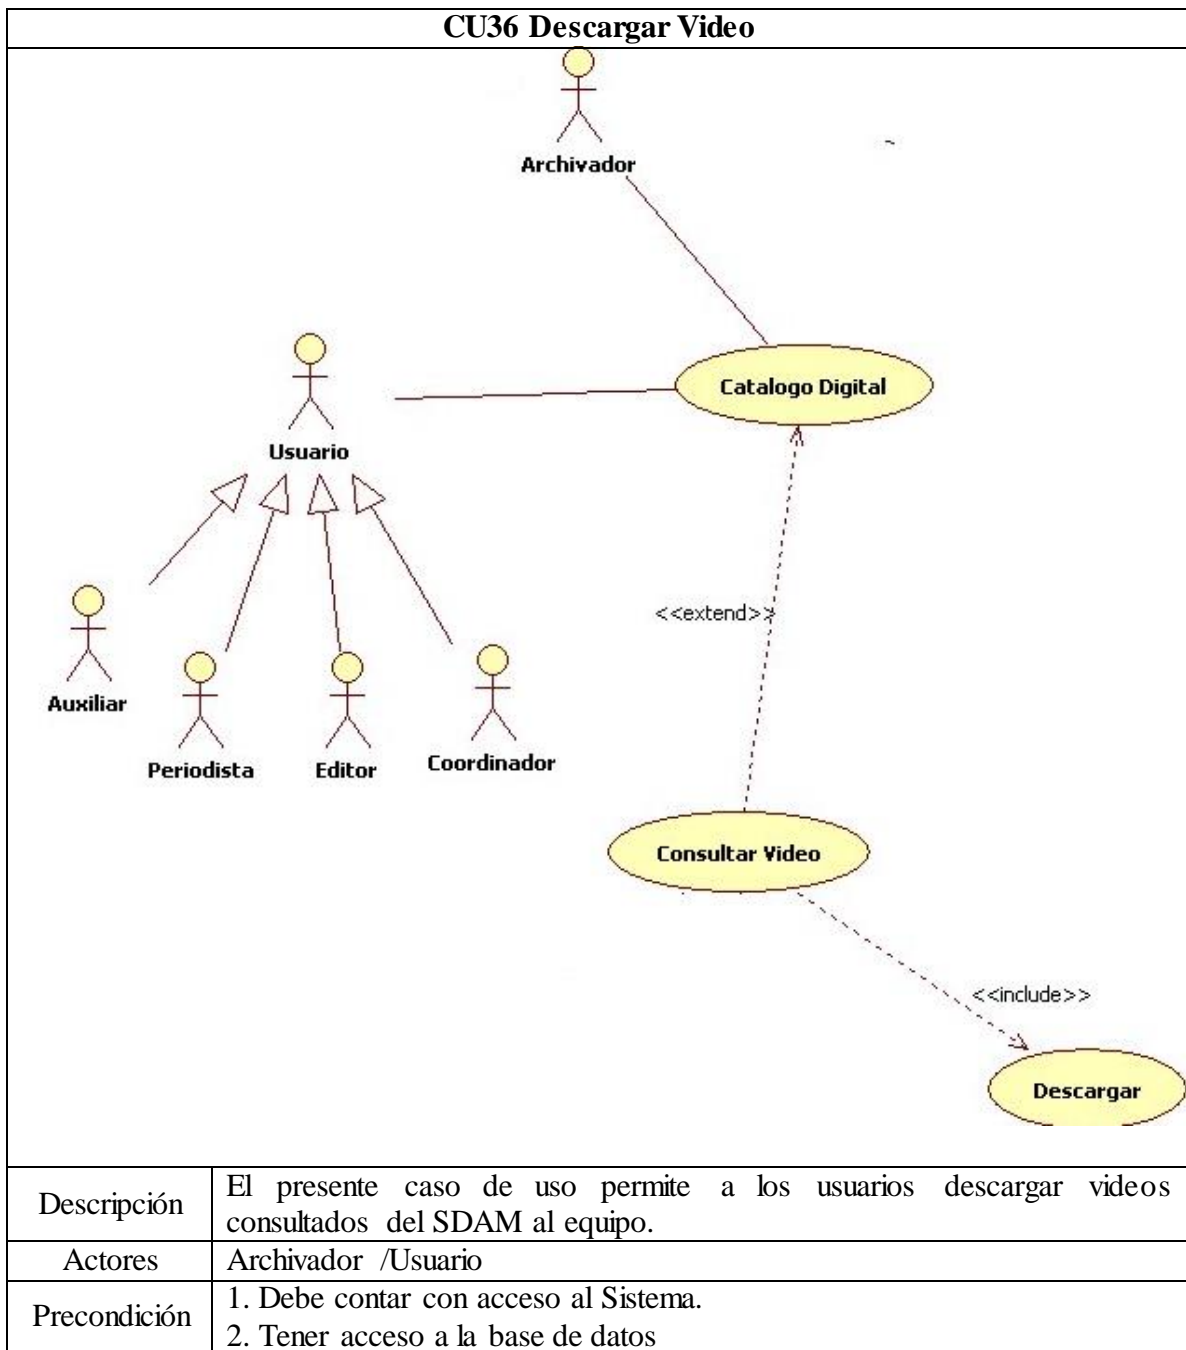 CU36 Descargar Video
Archivador
Catalogo Digital
Usuario
<<extend>>
Auxiliar
Periodista
Editor
Coordinador
Consultar Video
<<include>>
Descargar
Descripción
El presente caso de uso permite a los usuarios descargar videos
consultados del SDAM al equipo.
Actores
Archivador /Usuario
Precondición
1. Debe contar con acceso al Sistema.
2. Tener acceso a la base de datos